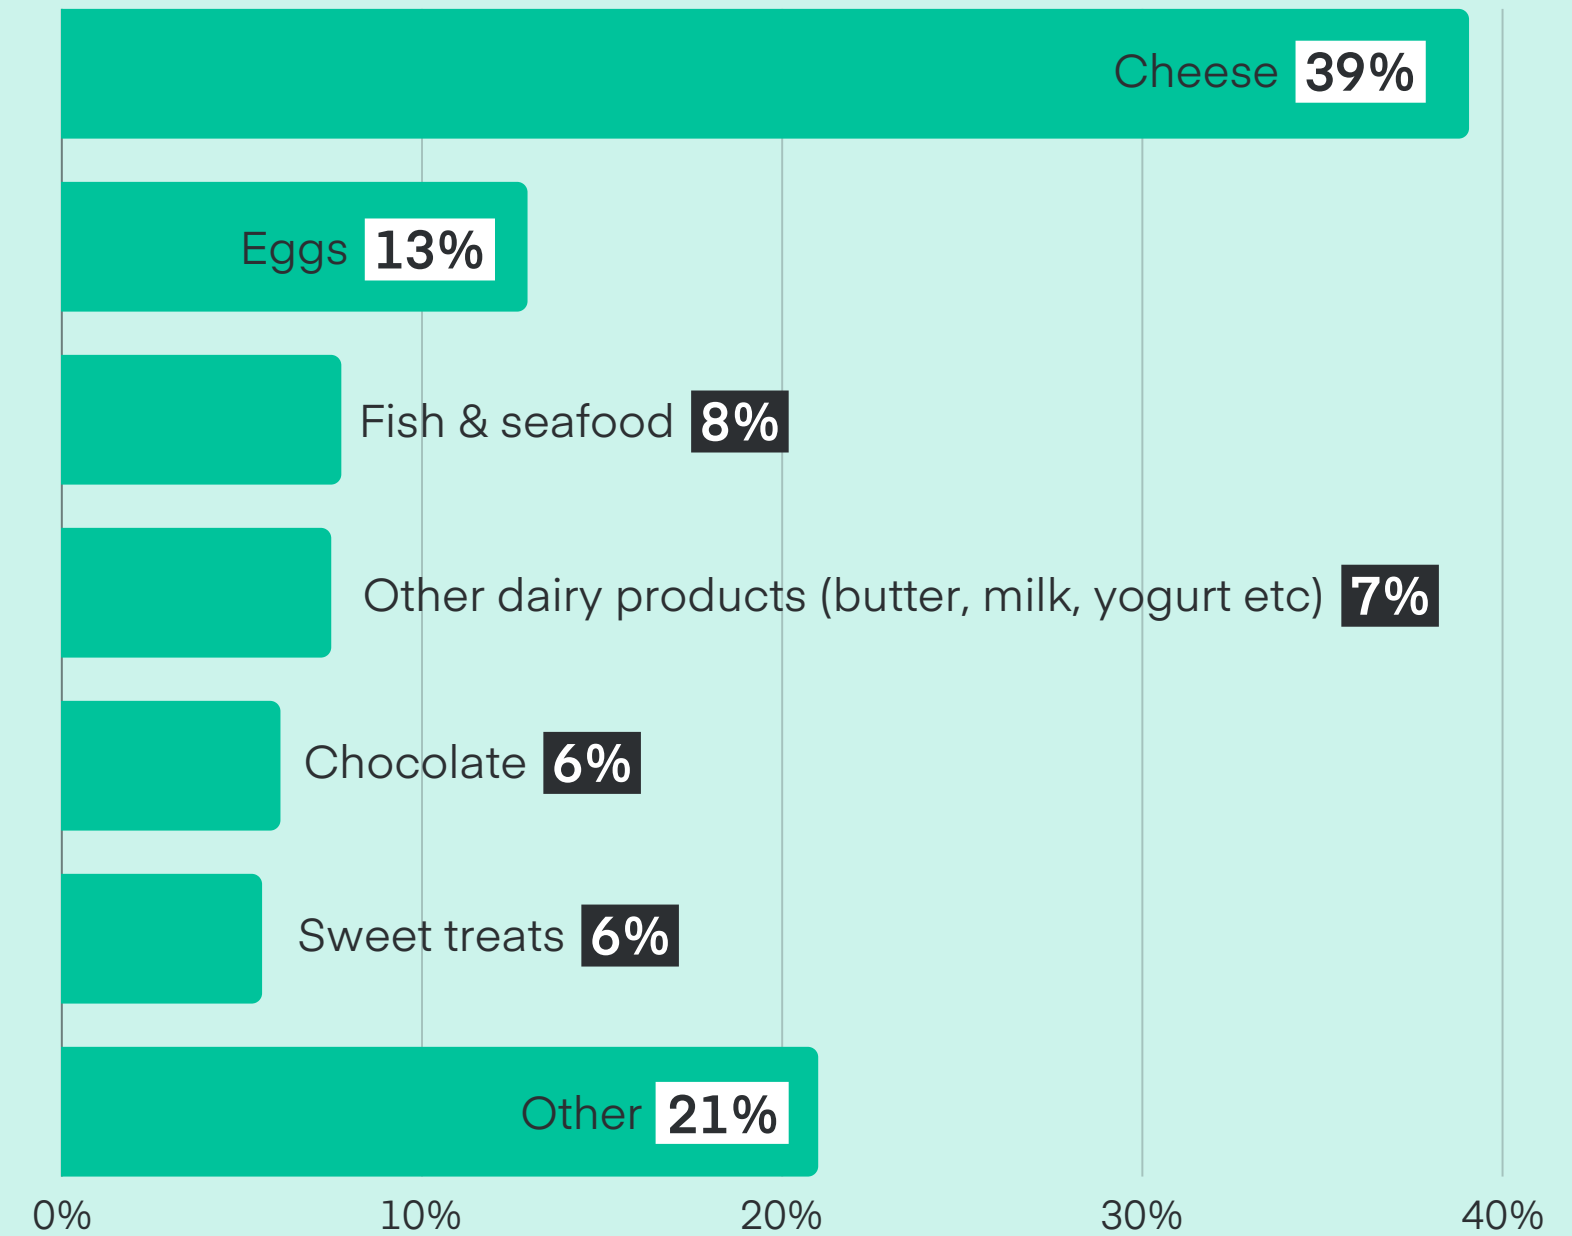 Cheese 39%
Eggs 13%
Fish & seafood 8%
Other dairy products (butter, milk, yogurt etc) 7%
Chocolate 6%
Sweet treats 6%
Other 21%
0% 10% 20% 30% 40%